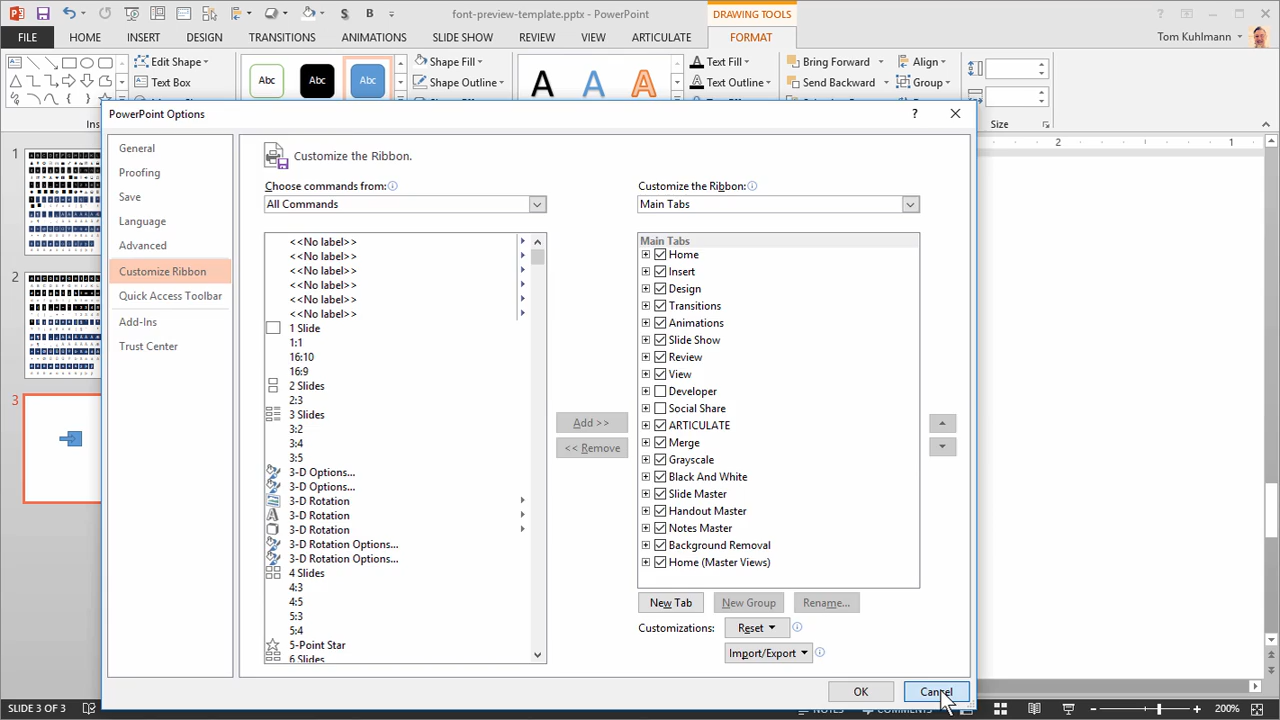 font-preview-template.pptx - PowerPoint
DRAWING TOOLS
FILE HOME INSERT DESIGN TRANSITIONS ANIMATIONS SLIDE SHOW REVIEW VIEW ARTICULATE FORMAT Tom Kuhlmann
Edit Shape
Text Box
Abc Abc Abc
Shape Fill
Shape Outline
A A A
Text Fill
Text Outline
Bring Forward
Send Backward
Align
Group
Size
PowerPoint Options
General
Proofing
Save
Language
Advanced
Customize Ribbon
Quick Access Toolbar
Add-Ins
Trust Center
Customize the Ribbon.
Choose commands from:
All Commands
<<No label>>
<<No label>>
<<No label>>
<<No label>>
<<No label>>
<<No label>>
1 Slide
1:1
16:10
16:9
2 Slides
2:3
3 Slides
3:2
3:4
3:5
3-D Options...
3-D Options...
3-D Rotation
3-D Rotation
3-D Rotation
3-D Rotation Options...
3-D Rotation Options...
4 Slides
4:3
4:5
5:3
5:4
5-Point Star
6 Slides
Add >>
<< Remove
Customize the Ribbon:
Main Tabs
Main Tabs
Home
Insert
Design
Transitions
Animations
Slide Show
Review
View
Developer
Social Share
ARTICULATE
Merge
Grayscale
Black And White
Slide Master
Handout Master
Notes Master
Background Removal
Home (Master Views)
New Tab New Group Rename...
Customizations: Reset
Import/Export
OK Cancel
1
2
3
2 1
SLIDE 3 OF 3
NOTES COMMENTS
200%